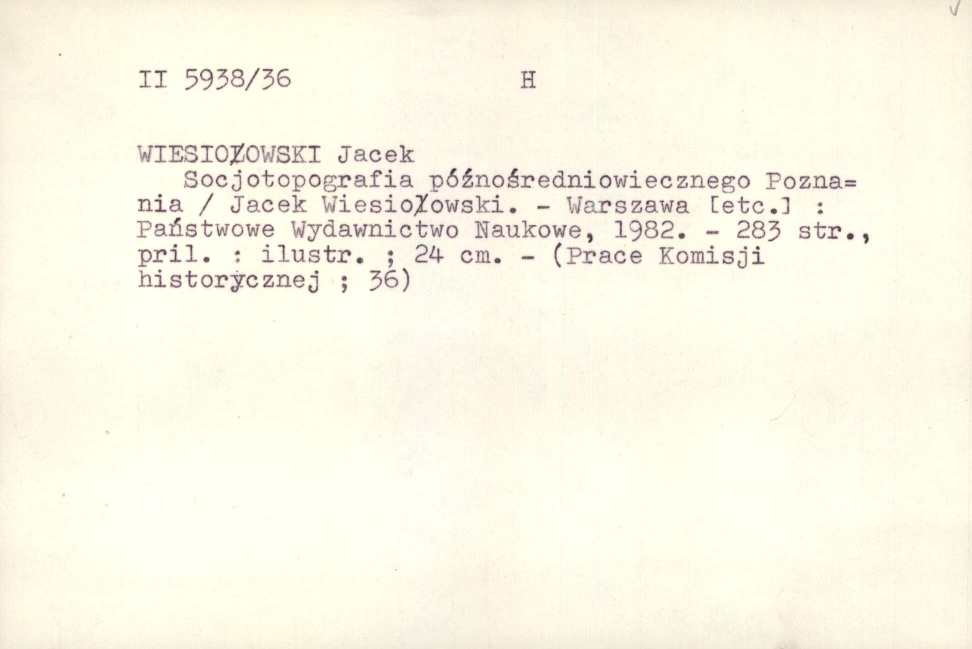 II 5938/36 H
WIESIOŁOWSKI Jacek
Socjotopografia późnośredniowiecznego Pozna=
nia / Jacek Wiesiołowski. - Warszawa [etc.] :
Państwowe Wydawnictwo Naukowe, 1982. - 283 str.,
pril. : ilustr. ; 24 cm. - (Prace Komisji
historycznej ; 36)